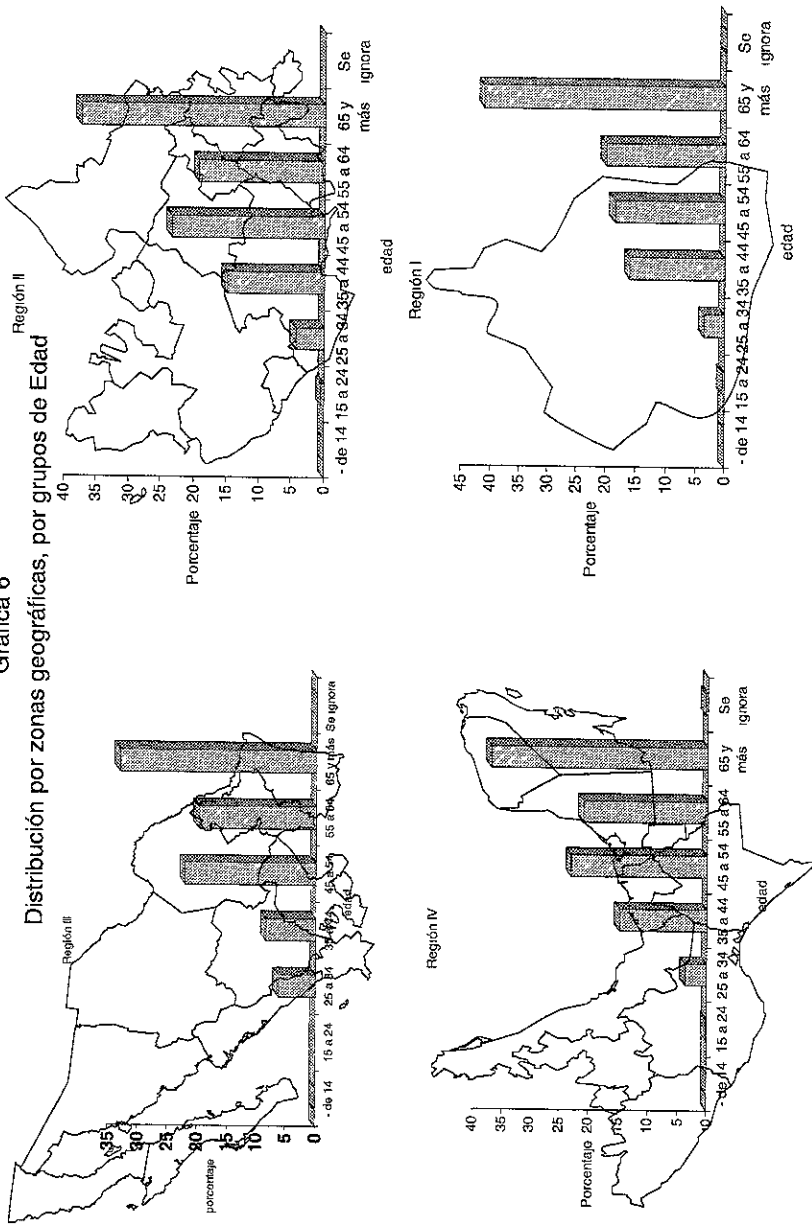 Gráfica 6
Distribución por zonas geográficas, por grupos de Edad
Región III
porcentaje
35
30
25
20
15
10
5
0
- de 14 15 a 24 25 a 34 45 a 54 55 a 64 65 y más Se ignora
edad
Región II
Porcentaje
40
35
30
25
20
15
10
5
0
- de 14 15 a 24 25 a 34 35 a 44 45 a 54 55 a 64 65 y más Se ignora
edad
Región IV
Porcentaje
40
35
30
25
20
15
10
5
0
- de 14 15 a 24 25 a 34 35 a 44 45 a 54 55 a 64 65 y más Se ignora
edad
Región I
Porcentaje
45
40
35
30
25
20
15
10
5
0
- de 14 15 a 24 25 a 34 35 a 44 45 a 54 55 a 64 65 y más Se ignora
edad